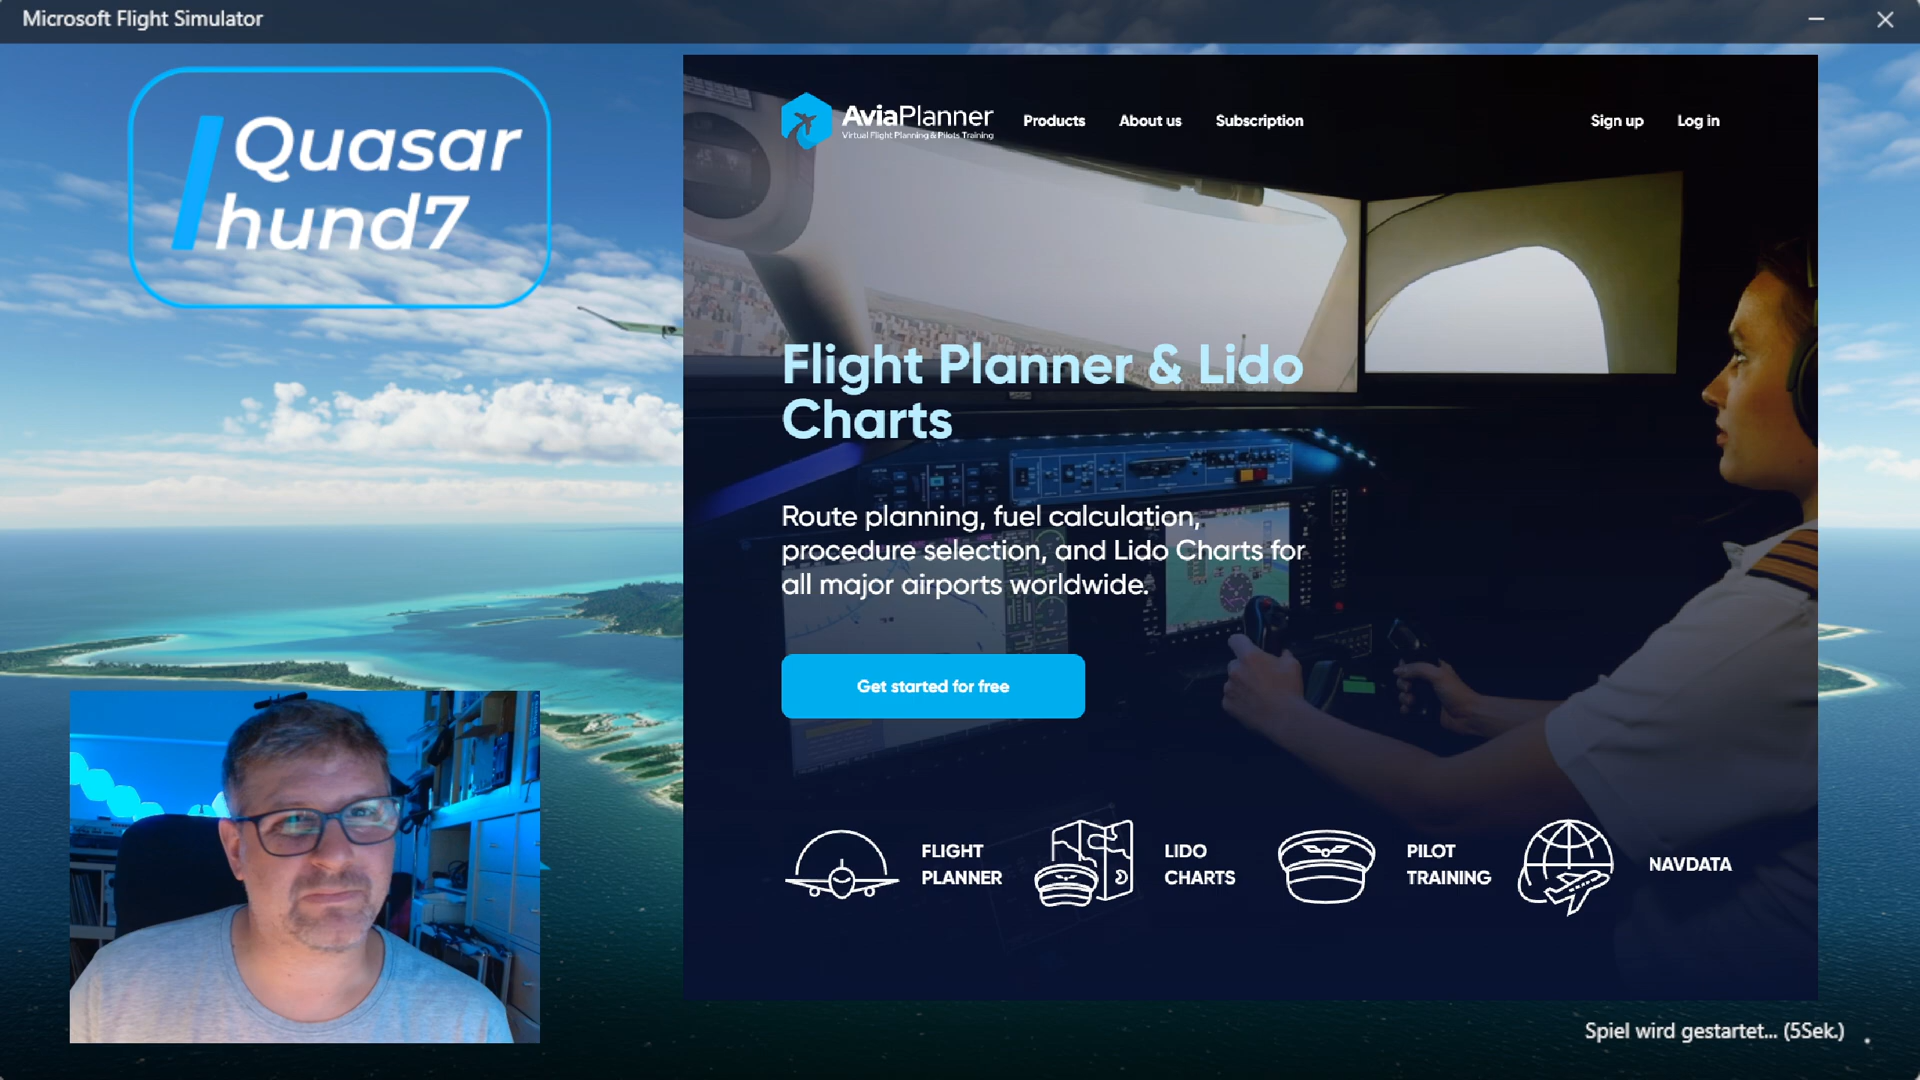 Microsoft Flight Simulator
Quasar
hund7
AviaPlanner
Virtual Flight Planning & Pilots Training
Products
About us
Subscription
Sign up
Log in
Flight Planner & Lido
Charts
Route planning, fuel calculation,
procedure selection, and Lido Charts for
all major airports worldwide.
Get started for free
FLIGHT
PLANNER
LIDO
CHARTS
PILOT
TRAINING
NAVDATA
Spiel wird gestartet... (5Sek.)